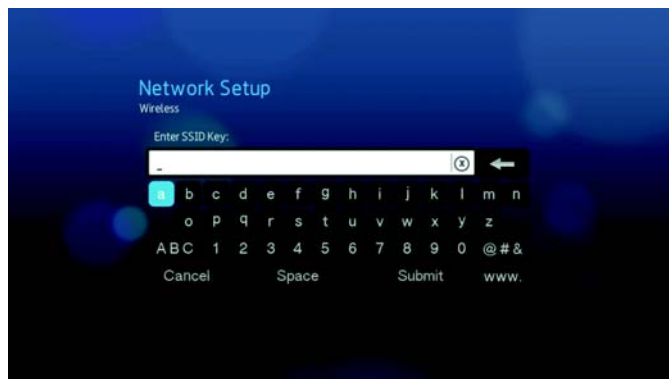 Network Setup
Wireless
Enter SSID Key:
_
a b c d e f g h i j k l m n
o p q r s t u v w x y z
ABC 1 2 3 4 5 6 7 8 9 0 @#&
Cancel Space Submit www.